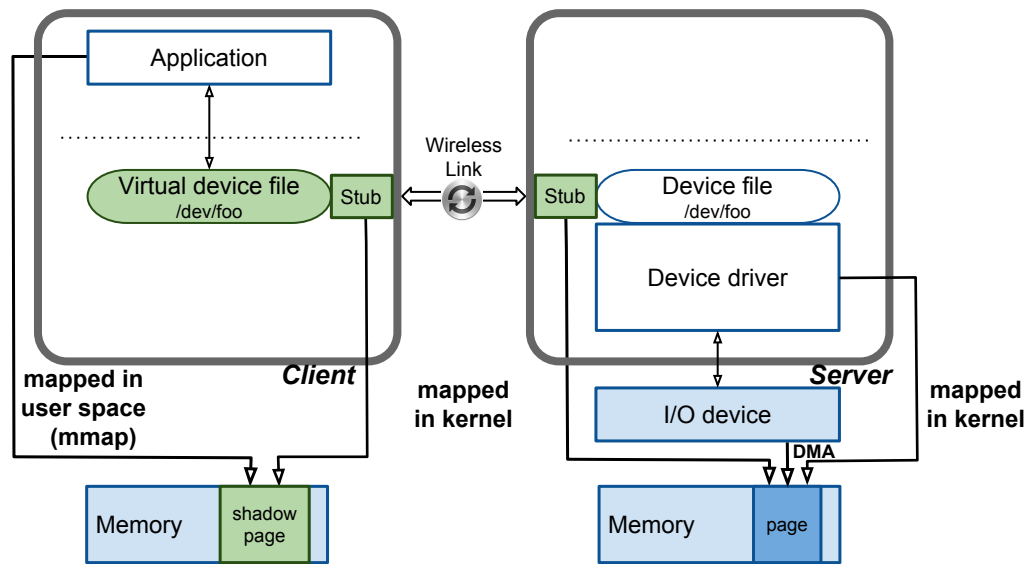 Application
Virtual device file
/dev/foo
Stub
Wireless
Link
Stub
Device file
/dev/foo
Device driver
Client
Server
mapped in
user space
(mmap)
mapped
in kernel
mapped
in kernel
I/O device
DMA
Memory
shadow
page
Memory
page